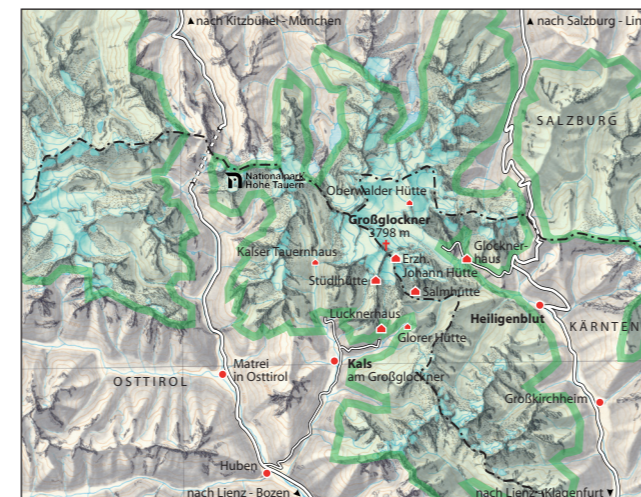 ▲nach Kitzbühel - München
▲nach Salzburg - Lin
SALZBURG
Nationalpark
Hohe Tauern
Oberwalder Hütte
Großglockner
3798 m
Glockner-
haus
Kalser Tauernhaus
Erzh.
Johann Hütte
Stüdlhütte
Salmhütte
Lucknerhaus
Heiligenblut
KÄRNTEN
Glorer Hütte
Kals
am Großglockner
Matrei
in Osttirol
OSTTIROL
Großkirchheim
Huben
nach Lienz - Bozen ▲
nach Lienz - Klagenfurt ▼